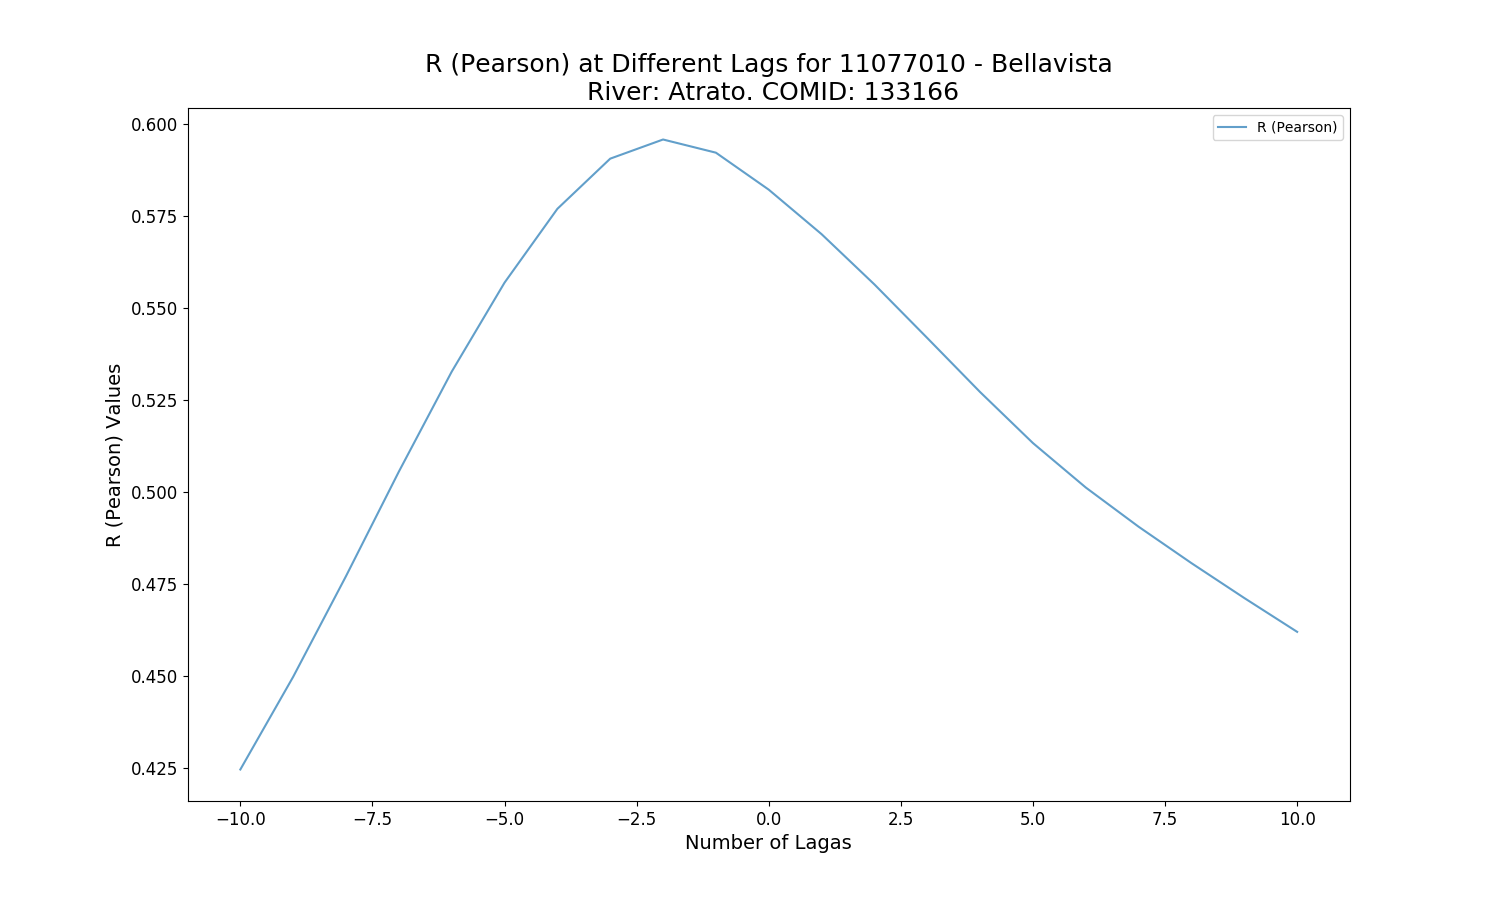 R (Pearson) at Different Lags for 11077010 - Bellavista
River: Atrato. COMID: 133166
R (Pearson)
R (Pearson) Values
0.600
0.575
0.550
0.525
0.500
0.475
0.450
0.425
−10.0 −7.5 −5.0 −2.5 0.0 2.5 5.0 7.5 10.0
Number of Lagas